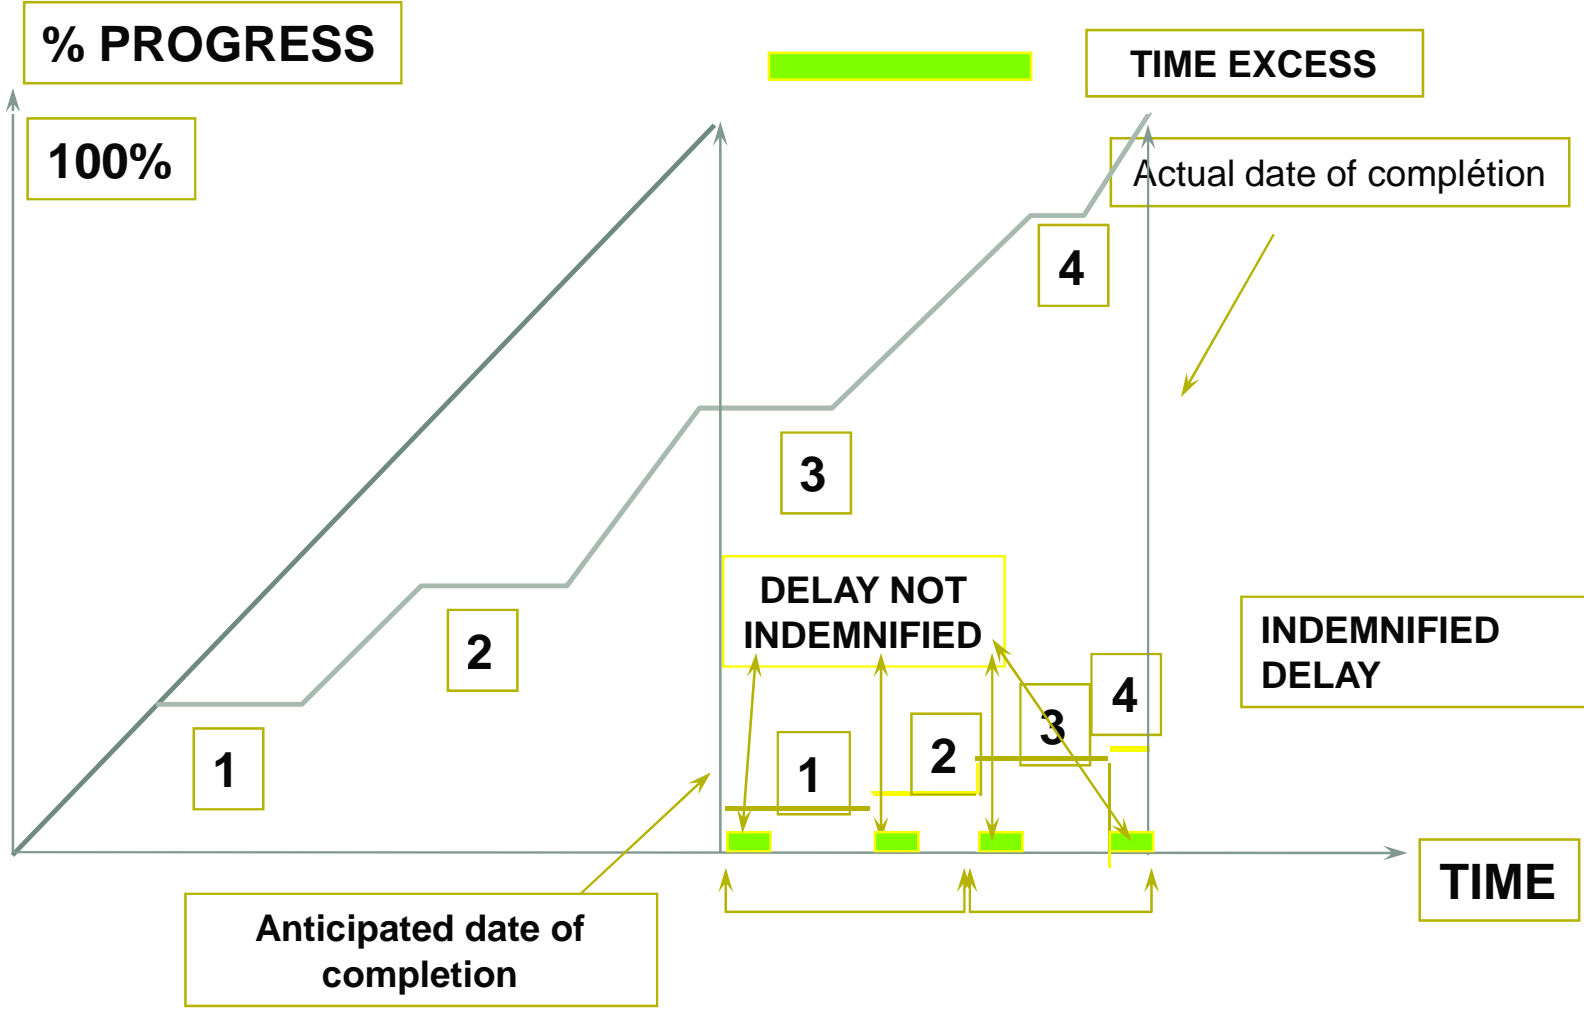 % PROGRESS
TIME EXCESS
100%
Actual date of complétion
4
3
DELAY NOT
INDEMNIFIED
INDEMNIFIED
DELAY
2
4
3
2
1
1
TIME
Anticipated date of
completion